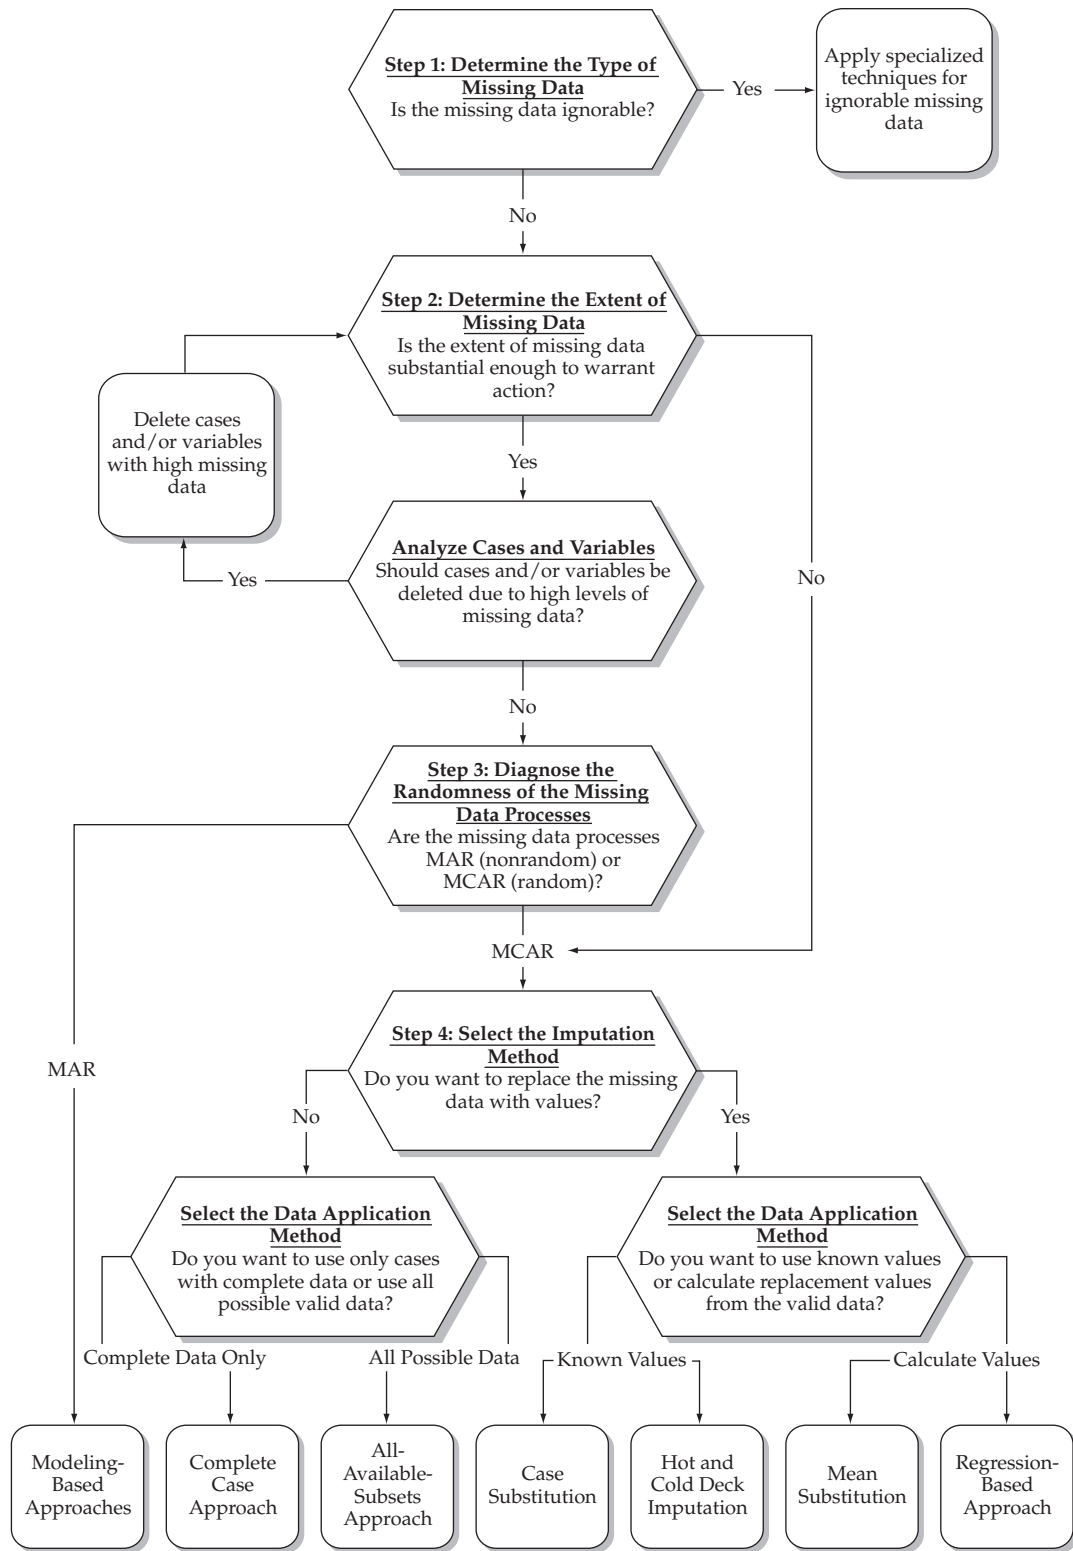 Step 1: Determine the Type of
Missing Data
Is the missing data ignorable?
Yes
Apply specialized
techniques for
ignorable missing
data
No
Step 2: Determine the Extent of
Missing Data
Is the extent of missing data
substantial enough to warrant
action?
Delete cases
and/or variables
with high missing
data
Yes
No
Analyze Cases and Variables
Should cases and/or variables be
deleted due to high levels of
missing data?
Yes
No
Step 3: Diagnose the
Randomness of the Missing
Data Processes
Are the missing data processes
MAR (nonrandom) or
MCAR (random)?
MCAR
MAR
Step 4: Select the Imputation
Method
Do you want to replace the missing
data with values?
No
Yes
Select the Data Application
Method
Do you want to use only cases
with complete data or use all
possible valid data?
Select the Data Application
Method
Do you want to use known values
or calculate replacement values
from the valid data?
Complete Data Only
All Possible Data
Known Values
Calculate Values
Modeling-
Based
Approaches
Complete
Case
Approach
All-
Available-
Subsets
Approach
Case
Substitution
Hot and
Cold Deck
Imputation
Mean
Substitution
Regression-
Based
Approach